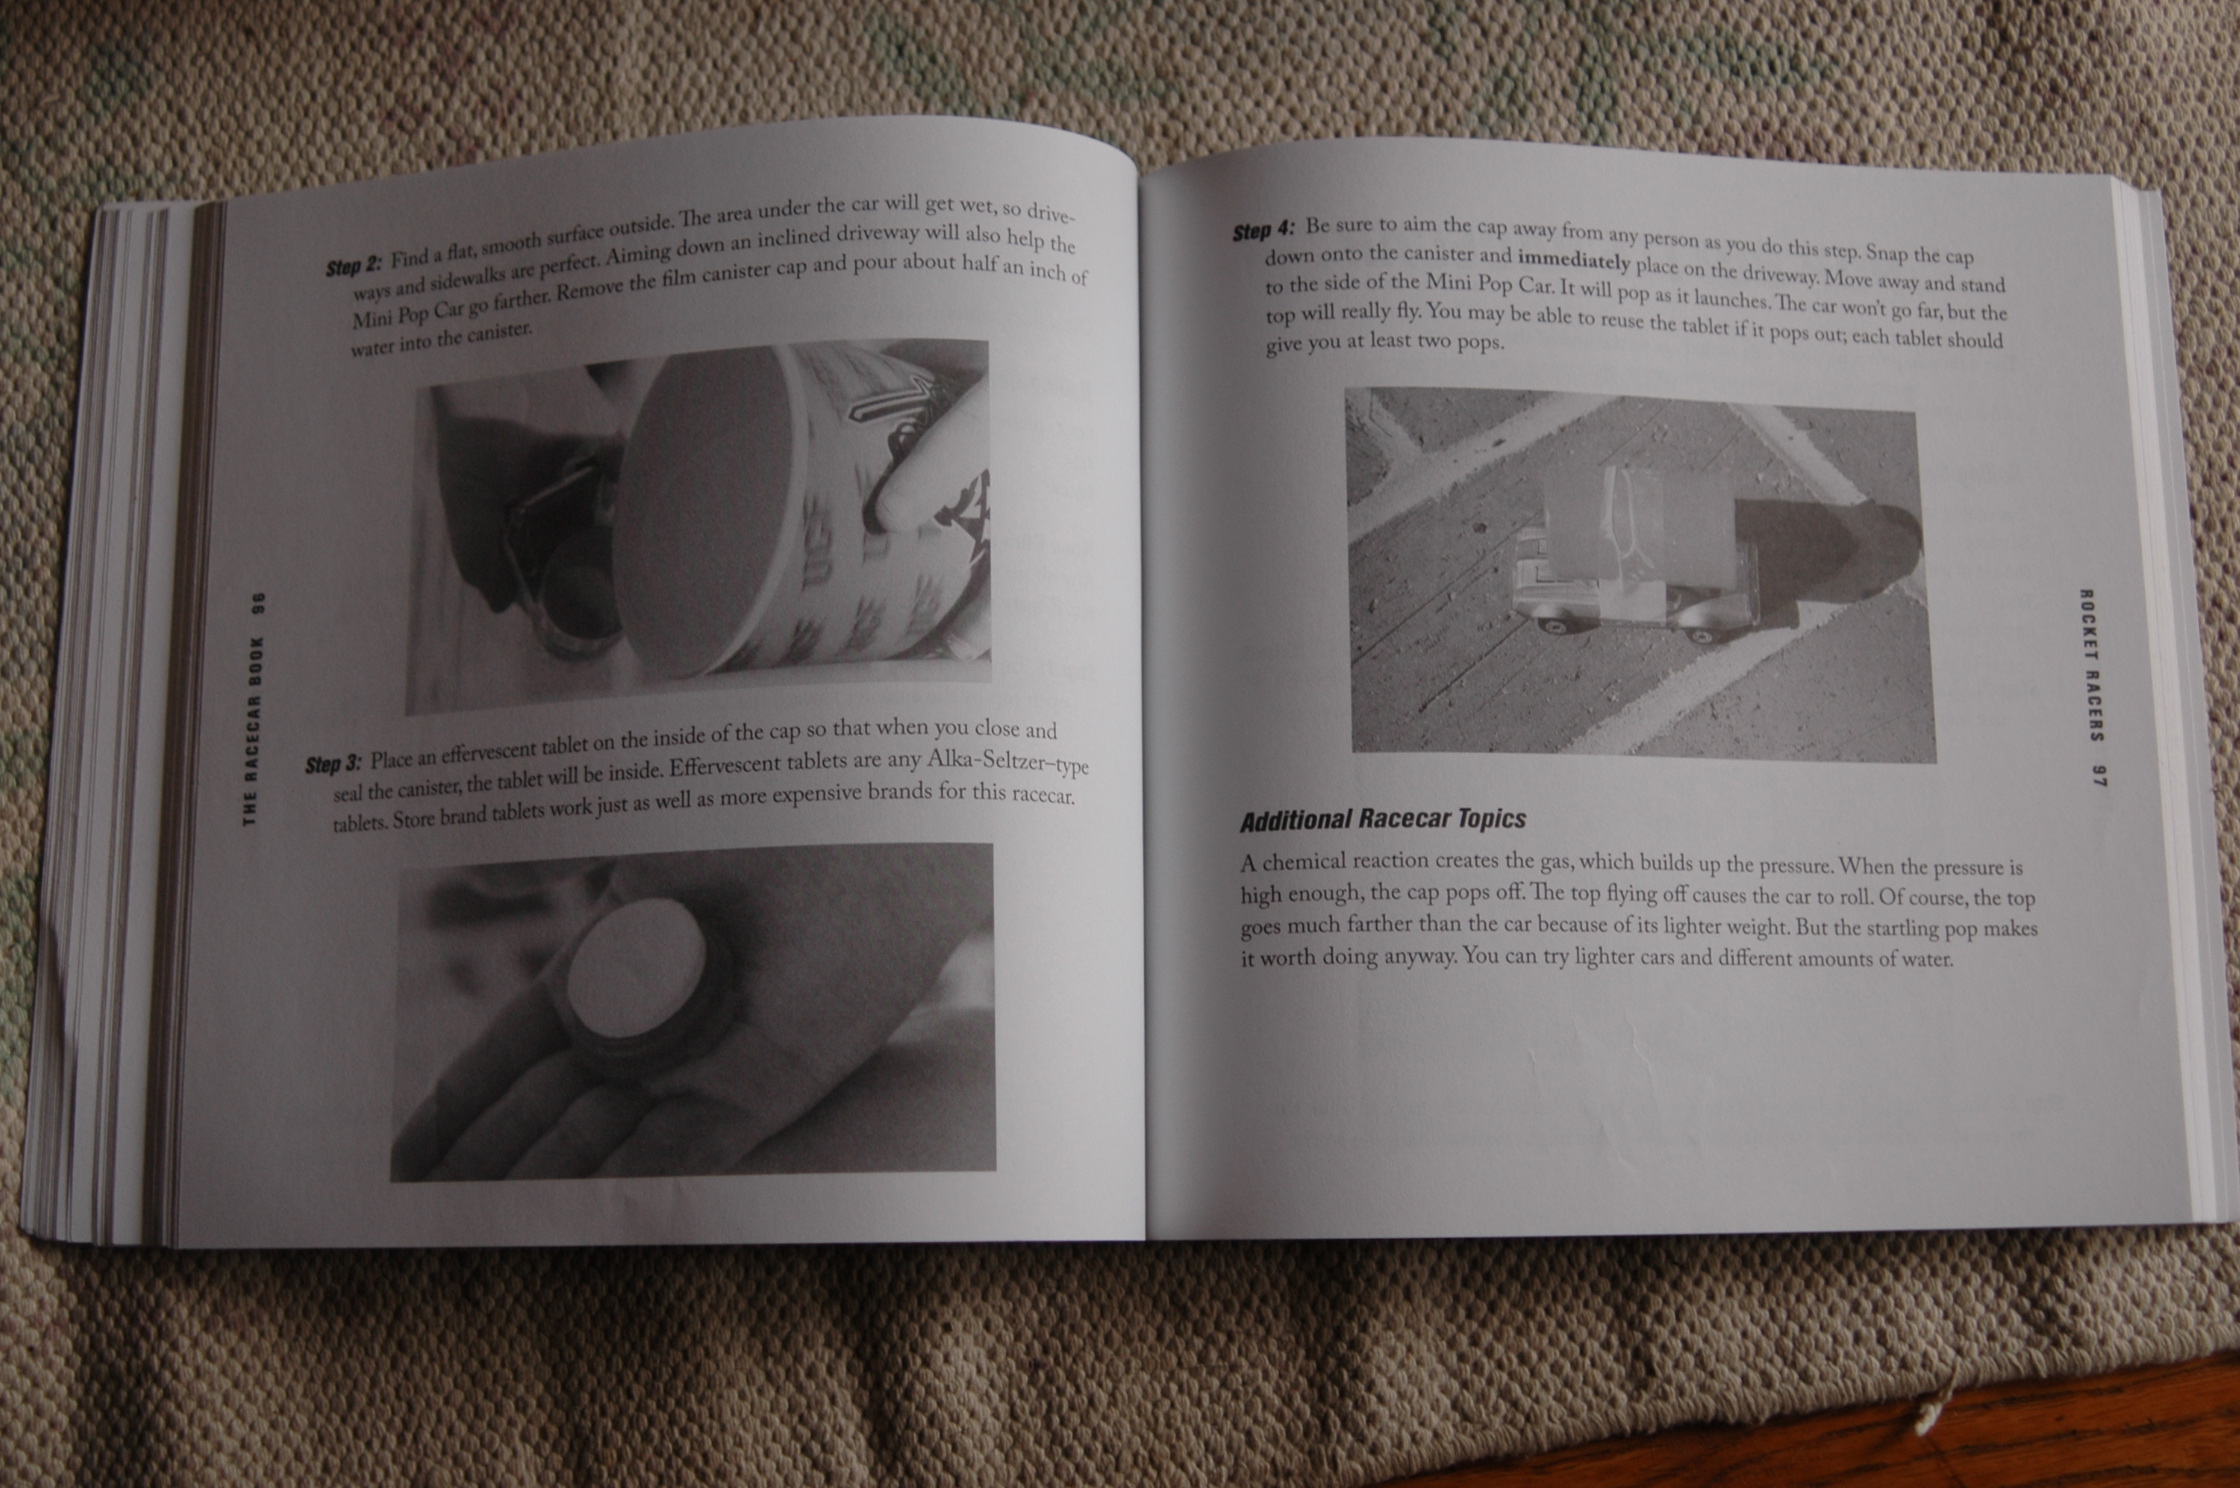 Step 2: Find a flat, smooth surface outside. The area under the car will get wet, so drive-
ways and sidewalks are perfect. Aiming down an inclined driveway will also help the
Mini Pop Car go farther. Remove the film canister cap and pour about half an inch of
water into the canister.
Step 3: Place an effervescent tablet on the inside of the cap so that when you close and
seal the canister, the tablet will be inside. Effervescent tablets are any Alka-Seltzer–type
tablets. Store brand tablets work just as well as more expensive brands for this racecar.
THE RACECAR BOOK 96
Step 4: Be sure to aim the cap away from any person as you do this step. Snap the cap
down onto the canister and immediately place on the driveway. Move away and stand
to the side of the Mini Pop Car. It will pop as it launches. The car won't go far, but the
top will really fly. You may be able to reuse the tablet if it pops out; each tablet should
give you at least two pops.
Additional Racecar Topics
A chemical reaction creates the gas, which builds up the pressure. When the pressure is
high enough, the cap pops off. The top flying off causes the car to roll. Of course, the top
goes much farther than the car because of its lighter weight. But the startling pop makes
it worth doing anyway. You can try lighter cars and different amounts of water.
ROCKET RACERS 97